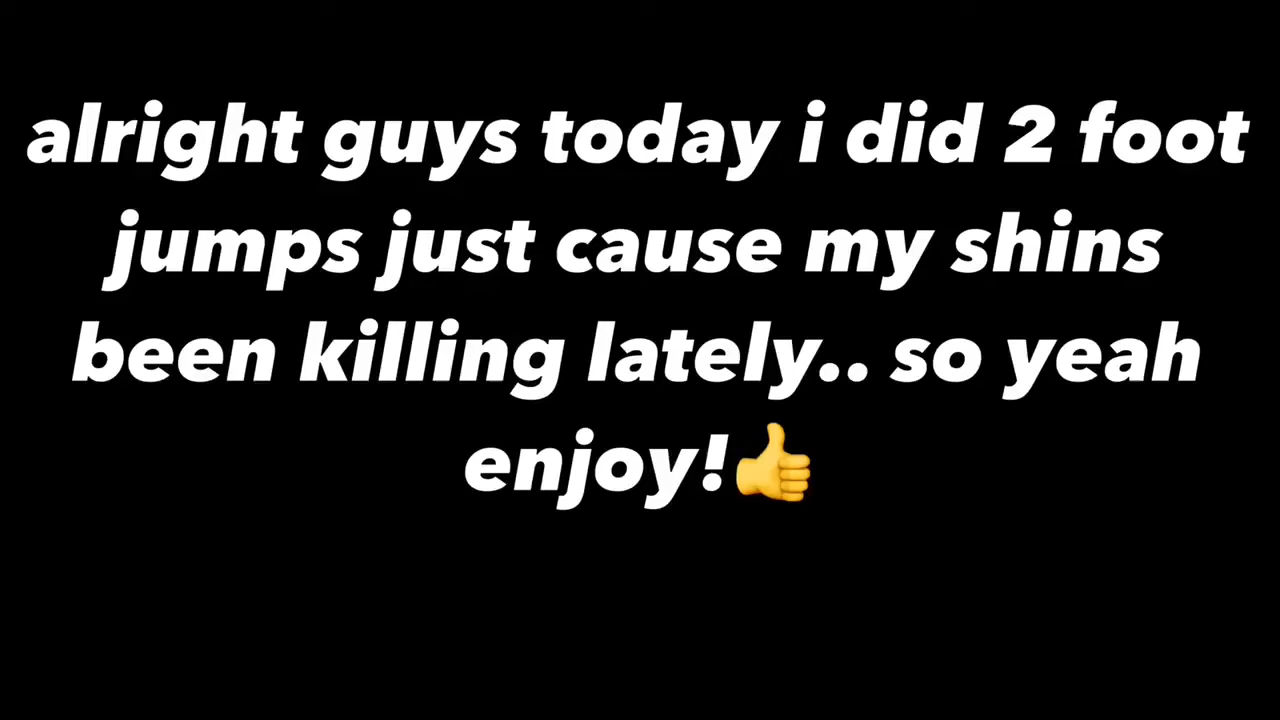 alright guys today i did 2 foot
jumps just cause my shins
been killing lately.. so yeah
enjoy!👍